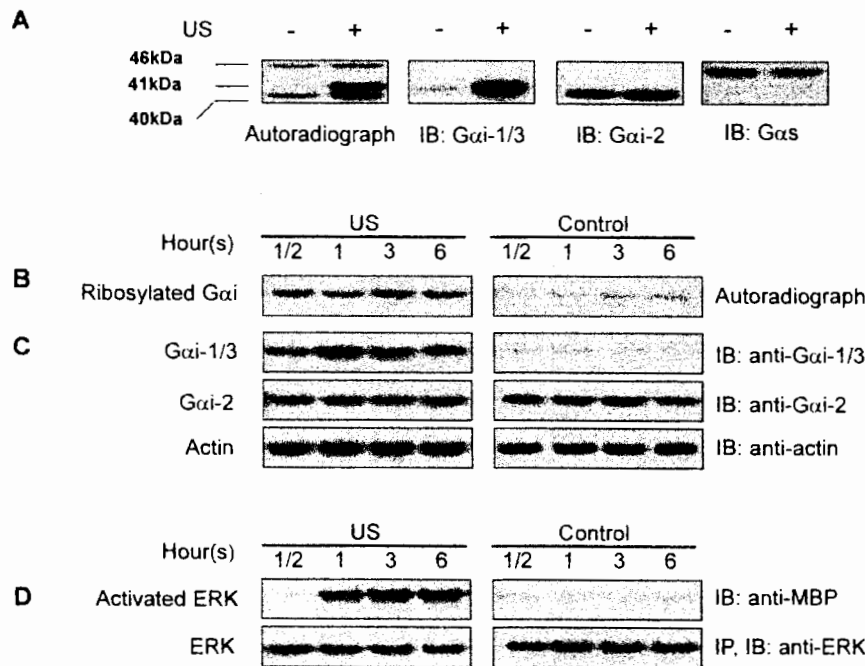 A
US - + - + - + - +
46kDa
41kDa
40kDa
Autoradiograph IB: Gαi-1/3 IB: Gαi-2 IB: Gαs
US Control
Hour(s) 1/2 1 3 6 1/2 1 3 6
B Ribosylated Gαi Autoradiograph
C Gαi-1/3 IB: anti-Gαi-1/3
Gαi-2 IB: anti-Gαi-2
Actin IB: anti-actin
US Control
Hour(s) 1/2 1 3 6 1/2 1 3 6
D Activated ERK IB: anti-MBP
ERK IP, IB: anti-ERK